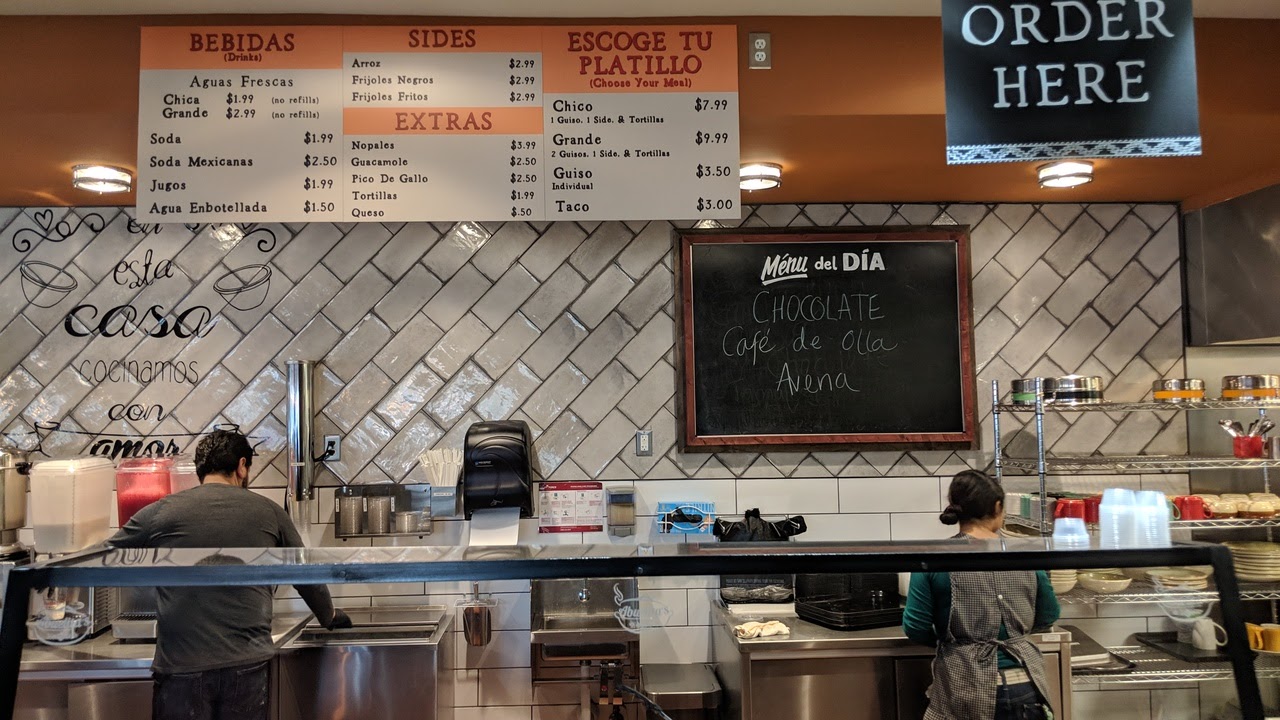 BEBIDAS
(Drinks)
Aguas Frescas
Chica $1.99 (no refills)
Grande $2.99 (no refills)
Soda $1.99
Soda Mexicanas $2.50
Jugos $1.99
Agua Enbotellada $1.50
SIDES
Arroz $2.99
Frijoles Negros $2.99
Frijoles Fritos $2.99
EXTRAS
Nopales $3.99
Guacamole $2.50
Pico De Gallo $2.50
Tortillas $1.99
Queso $.50
ESCOGE TU
PLATILLO
(Choose Your Meal)
Chico $7.99
1 Guiso. 1 Side. & Tortillas
Grande $9.99
2 Guisos. 1 Side. & Tortillas
Guiso $3.50
Individual
Taco $3.00
ORDER
HERE
en
esta
casa
cocinamos
con
amor
Ménu del DÍA
CHOCOLATE
Café de Olla
Avena